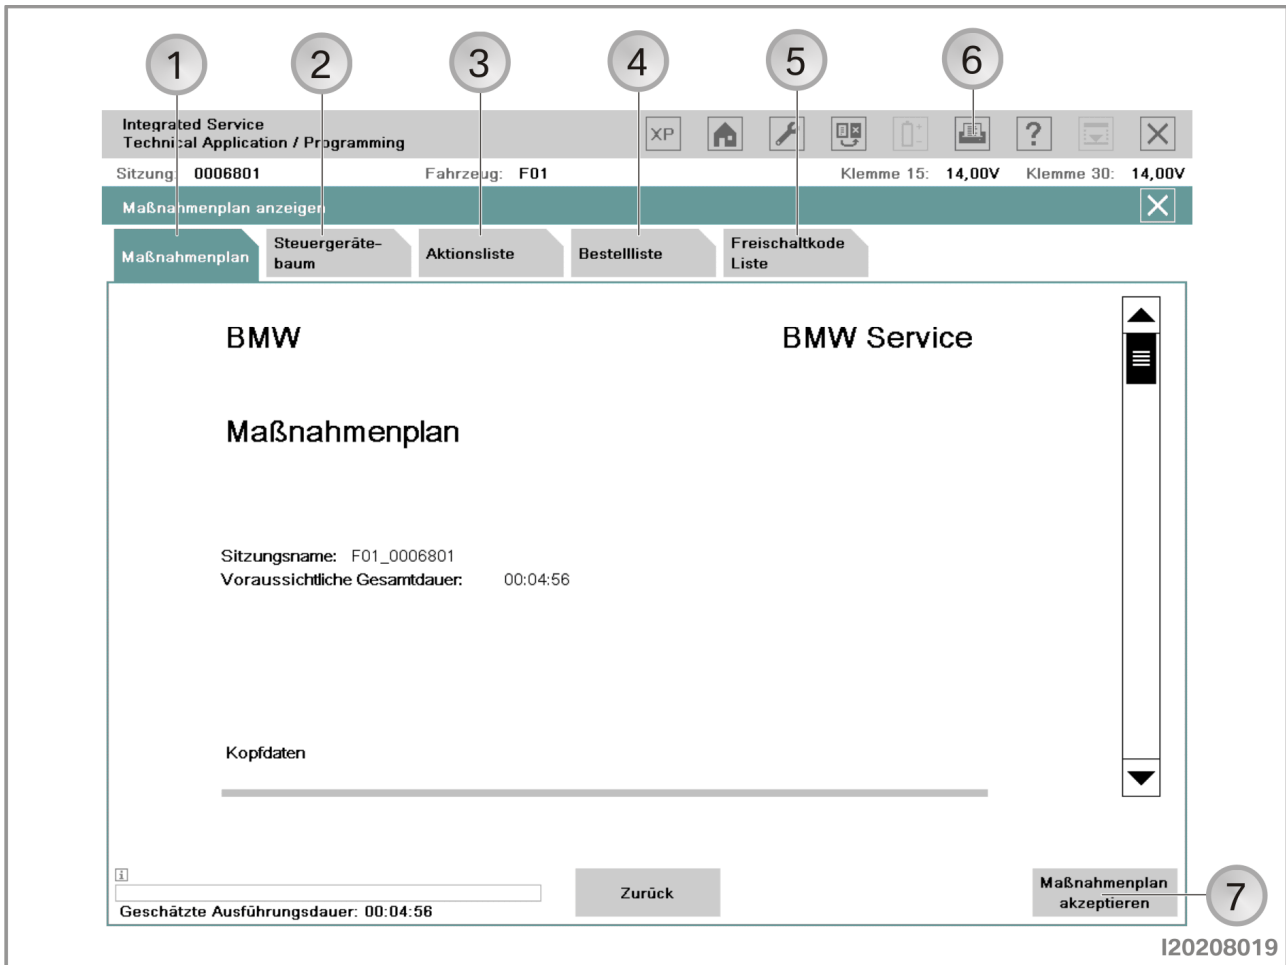 1 2 3 4 5 6
Integrated Service
Technical Application / Programming
XP ?
Sitzung: 0006801 Fahrzeug: F01 Klemme 15: 14,00V Klemme 30: 14,00V
Maßnahmenplan anzeigen
Maßnahmenplan
Steuergeräte-
baum
Aktionsliste
Bestellliste
Freischaltkode
Liste
BMW BMW Service
Maßnahmenplan
Sitzungsname: F01_0006801
Voraussichtliche Gesamtdauer: 00:04:56
Kopfdaten
i
Geschätzte Ausführungsdauer: 00:04:56
Zurück
Maßnahmenplan
akzeptieren
7
I20208019